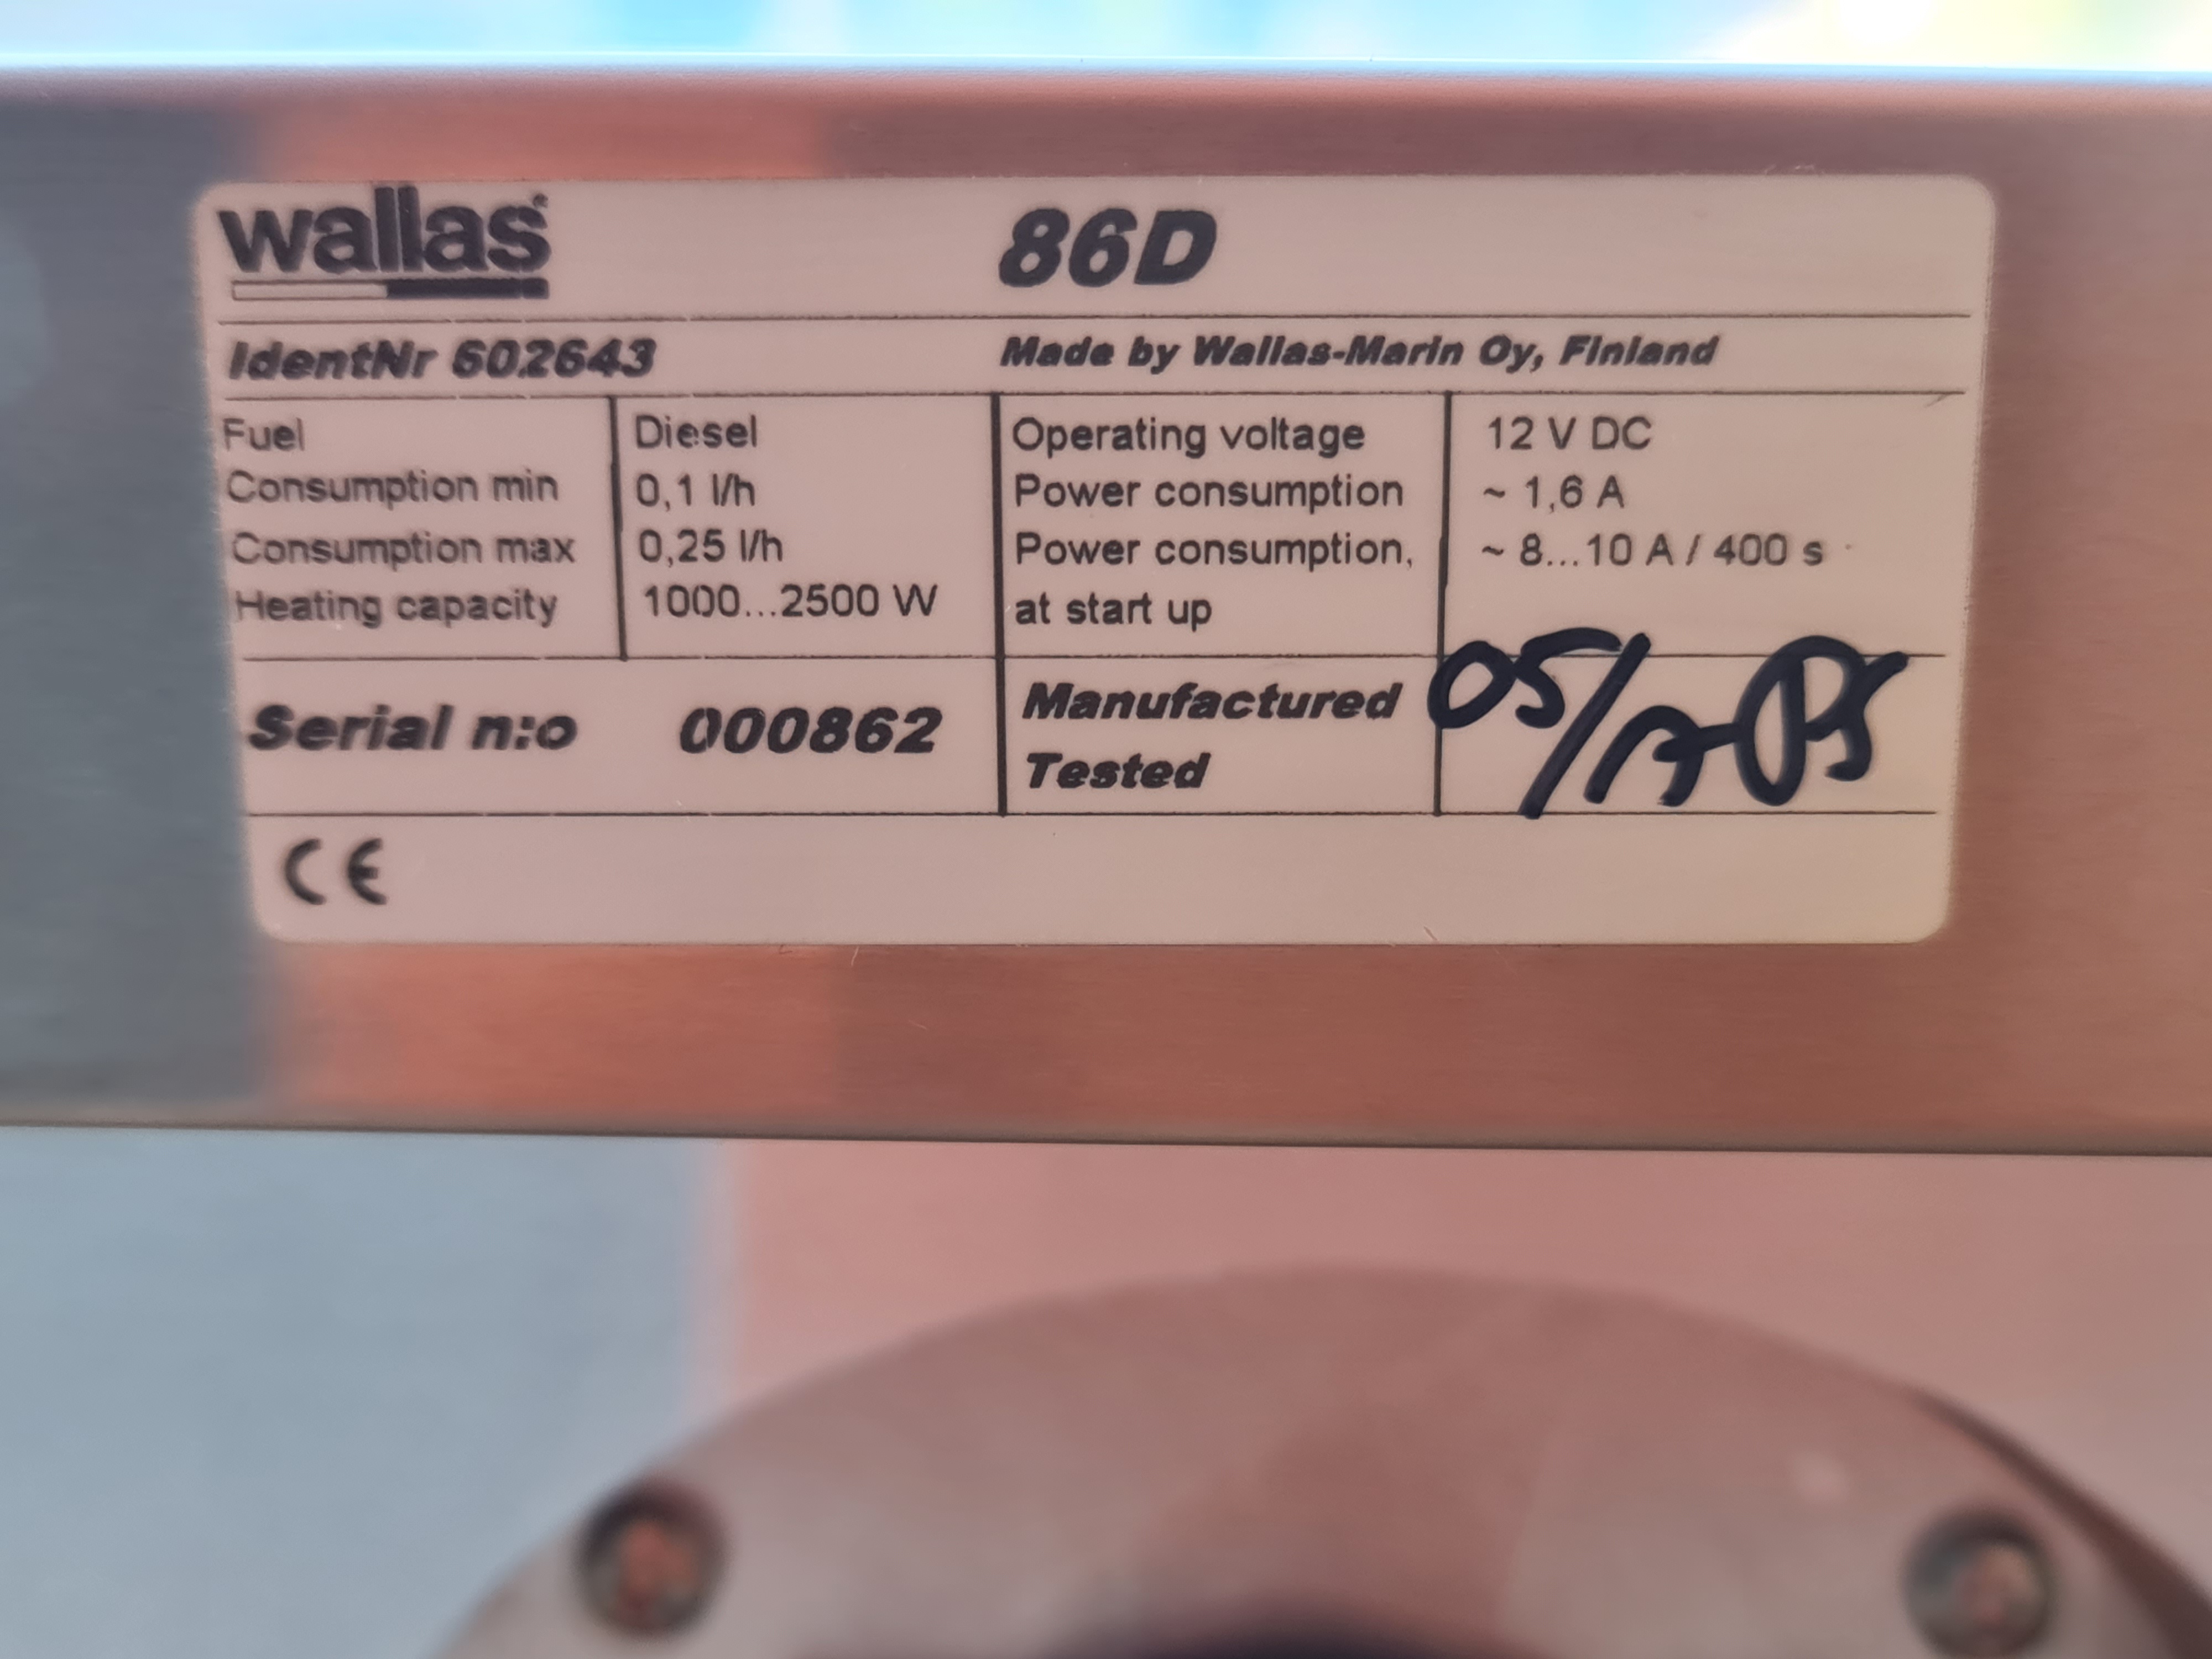 wallas® 86D
IdentNr 602643 Made by Wallas-Marin Oy, Finland
Fuel Diesel Operating voltage 12 V DC
Consumption min 0,1 l/h Power consumption ~ 1,6 A
Consumption max 0,25 l/h Power consumption, ~ 8...10 A / 400 s
Heating capacity 1000...2500 W at start up
Serial n:o 000862 Manufactured 05/
Tested
CE